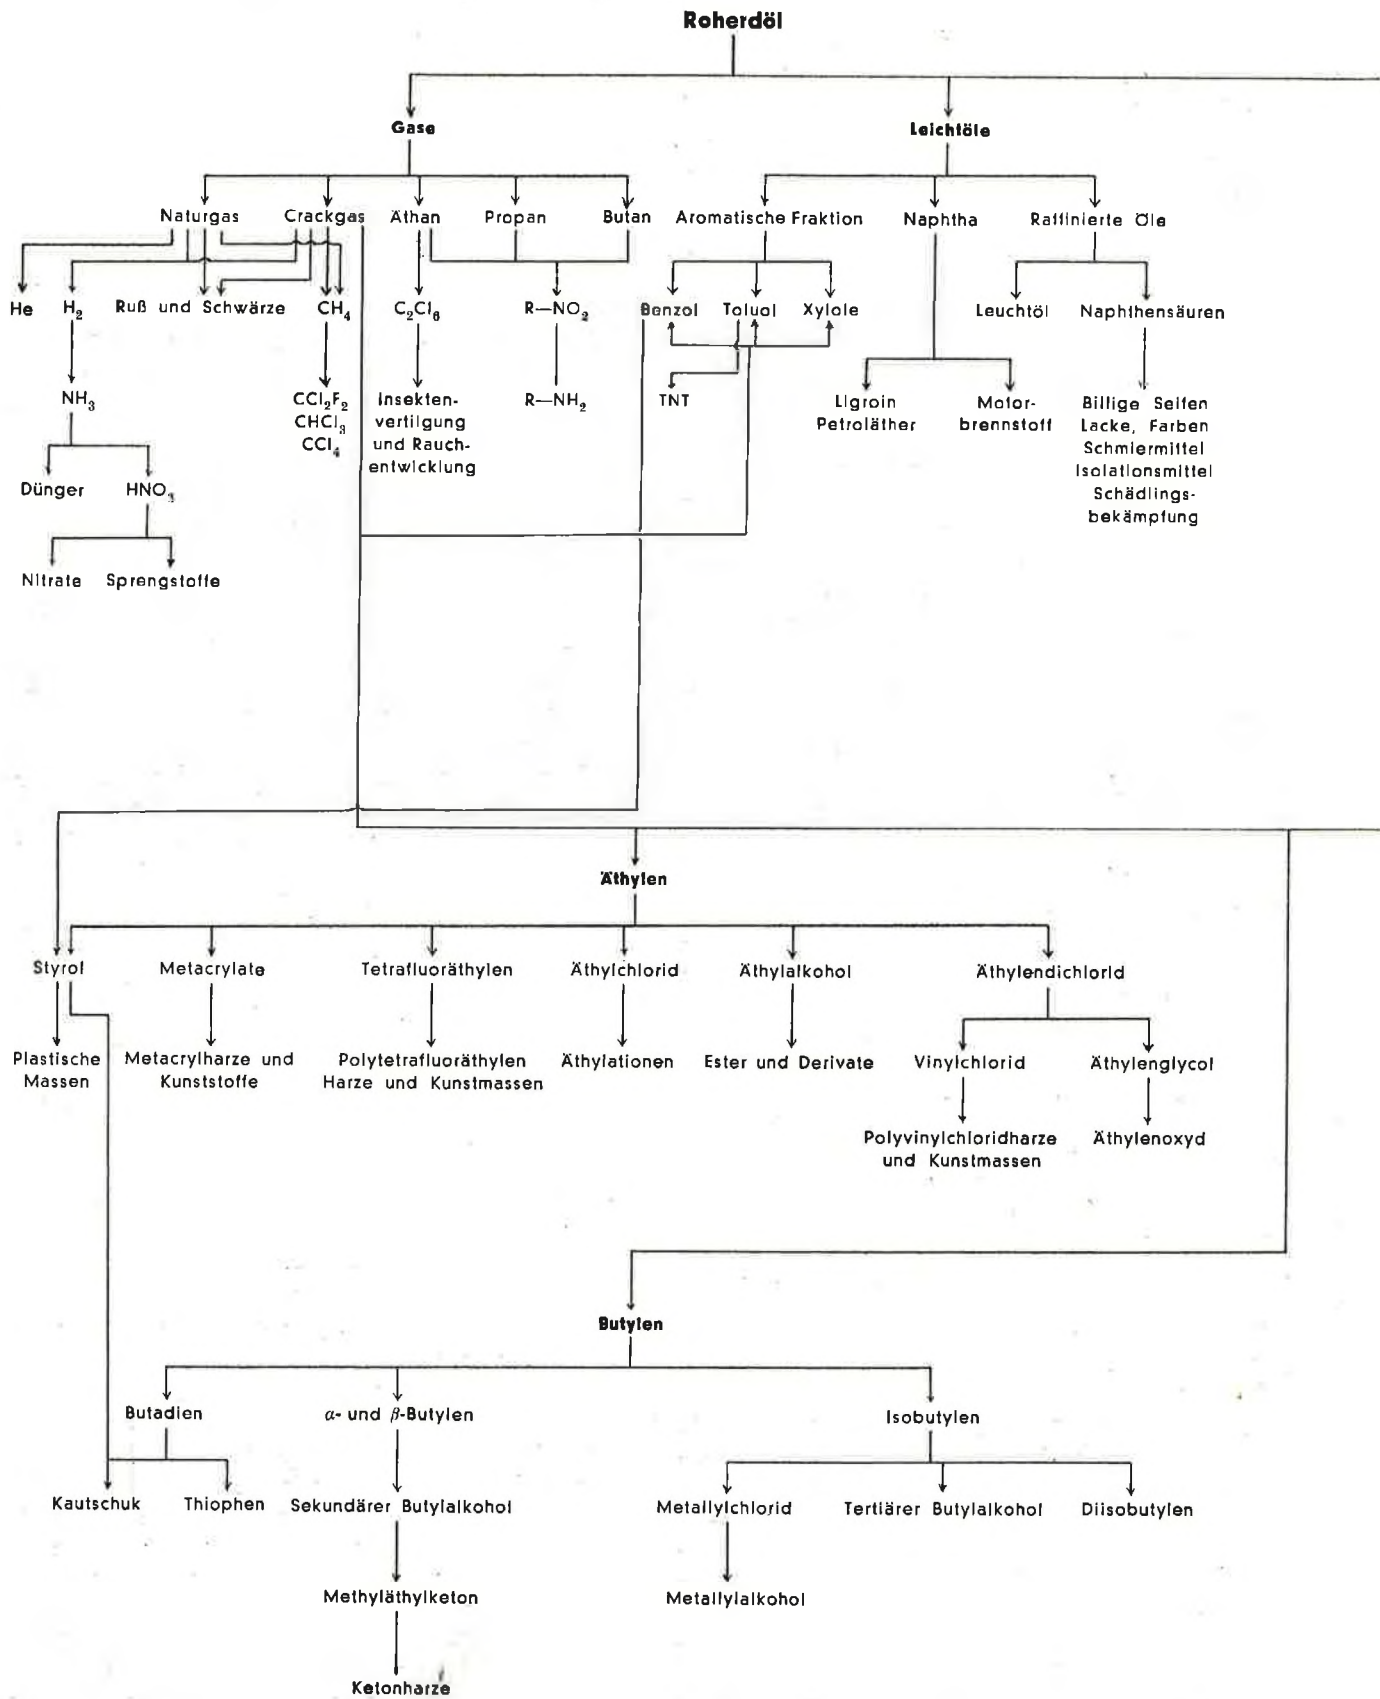 Roherdöl
Gase
Leichtöle
Naturgas
Crackgas
Äthan
Propan
Butan
Aromatische Fraktion
Naphtha
Raffinierte Öle
He
H₂
Ruß und Schwärze
CH₄
C₂Cl₆
R—NO₂
Benzol
Toluol
Xylole
Leuchtöl
Naphthensäuren
NH₃
CCl₂F₂
CHCl₃
CCl₄
Insekten-
vertilgung
und Rauch-
entwicklung
R—NH₂
TNT
Ligroin
Petroläther
Motor-
brennstoff
Billige Seifen
Lacke, Farben
Schmiermittel
Isolationsmittel
Schädlings-
bekämpfung
Dünger
HNO₃
Nitrate
Sprengstoffe
Äthylen
Styrol
Metacrylate
Tetrafluoräthylen
Äthylchlorid
Äthylalkohol
Äthylendichlorid
Plastische
Massen
Metacrylharze und
Kunststoffe
Polytetrafluoräthylen
Harze und Kunstmassen
Äthylationen
Ester und Derivate
Vinylchlorid
Äthylenglycol
Polyvinylchloridharze
und Kunstmassen
Äthylenoxyd
Butylen
Butadien
α- und β-Butylen
Isobutylen
Kautschuk
Thiophen
Sekundärer Butylalkohol
Metallylchlorid
Tertiärer Butylalkohol
Diisobutylen
Methyläthylketon
Metallylalkohol
Ketonharze